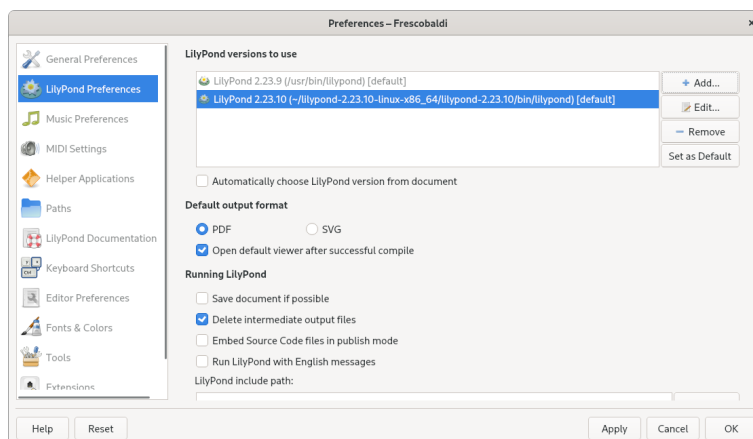 Preferences – Frescobaldi
General Preferences
LilyPond Preferences
Music Preferences
MIDI Settings
Helper Applications
Paths
LilyPond Documentation
Keyboard Shortcuts
Editor Preferences
Fonts & Colors
Tools
Extensions
LilyPond versions to use
LilyPond 2.23.9 (/usr/bin/lilypond) [default]
LilyPond 2.23.10 (~/lilypond-2.23.10-linux-x86_64/lilypond-2.23.10/bin/lilypond) [default]
Add...
Edit...
Remove
Set as Default
Automatically choose LilyPond version from document
Default output format
PDF SVG
Open default viewer after successful compile
Running LilyPond
Save document if possible
Delete intermediate output files
Embed Source Code files in publish mode
Run LilyPond with English messages
LilyPond include path:
Help Reset Apply Cancel OK